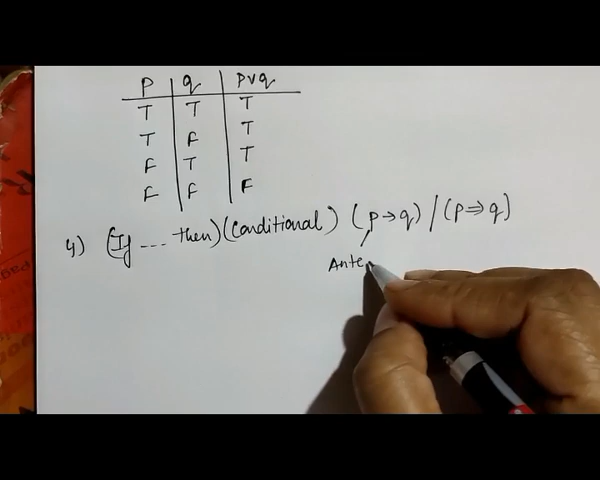 p q p∨q
T T T
T F T
F T T
F F F
4) (If --- then) (Conditional) (p→q) / (p⇒q)
Ante